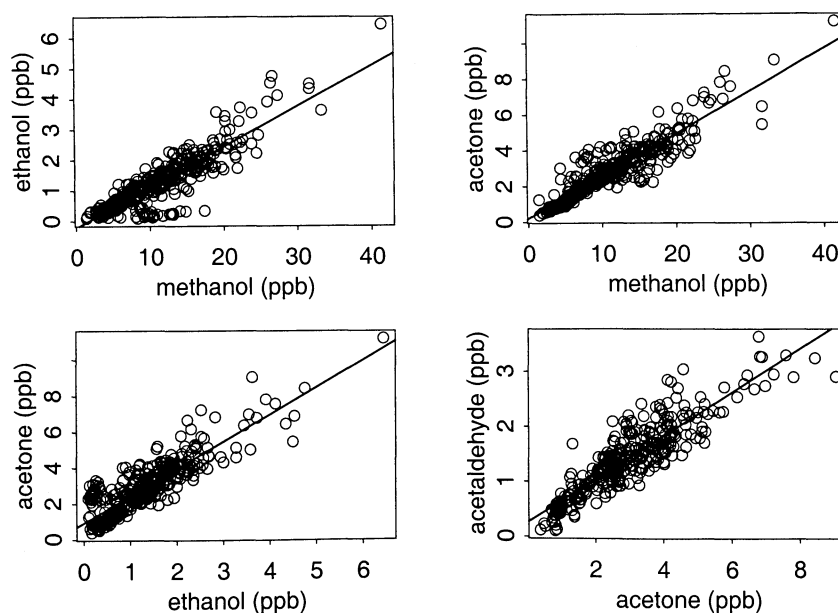 ethanol (ppb)
0 1 2 3 4 5 6
0 10 20 30 40
methanol (ppb)
acetone (ppb)
0 2 4 6 8
0 10 20 30 40
methanol (ppb)
acetone (ppb)
0 2 4 6 8
0 1 2 3 4 5 6
ethanol (ppb)
acetaldehyde (ppb)
0 1 2 3
2 4 6 8
acetone (ppb)